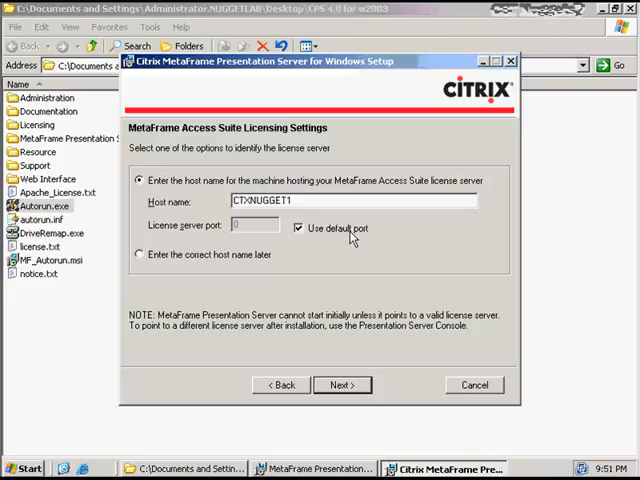 C:\Documents and Settings\Administrator.NUGGETLAB\Desktop\CPS 4.0 f w2003
File Edit View Favorites Tools Help
Back Search Folders
Address C:\Docum Go
Name
Administration
Documentation
Licensing
MetaFrame Presentation S
Resource
Support
Web Interface
Apache_License.txt
Autorun.exe
autorun.inf
DriveRemap.exe
license.txt
MF_Autorun.msi
notice.txt
Citrix MetaFrame Presentation Server for Windows Setup
CITRIX
MetaFrame Access Suite Licensing Settings
Select one of the options to identify the license server
Enter the host name for the machine hosting your MetaFrame Access Suite license server
Host name: CTXNUGGET1
License server port: 0 Use default port
Enter the correct host name later
NOTE: MetaFrame Presentation Server cannot start initially unless it points to a valid license server.
To point to a different license server after installation, use the Presentation Server Console.
< Back Next > Cancel
Start C:\Documents and Settin... MetaFrame Presentation... Citrix MetaFrame Pre... 9:51 PM